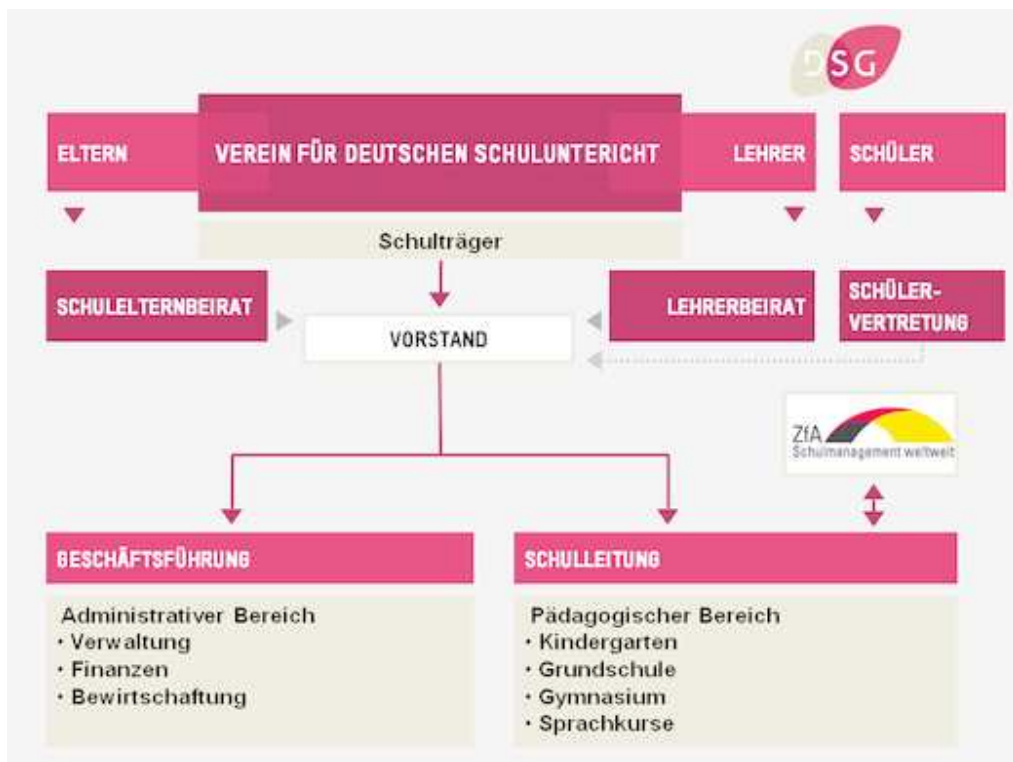 DSG
ELTERN
VEREIN FÜR DEUTSCHEN SCHULUNTERICHT
LEHRER
SCHÜLER
Schulträger
SCHULELTERNBEIRAT
VORSTAND
LEHRERBEIRAT
SCHÜLER-
VERTRETUNG
ZfA
Schulmanagement weltweit
BESCHÄFTSFÜHRUNG
Administrativer Bereich
· Verwaltung
· Finanzen
· Bewirtschaftung
SCHULLEITUNG
Pädagogischer Bereich
· Kindergarten
· Grundschule
· Gymnasium
· Sprachkurse